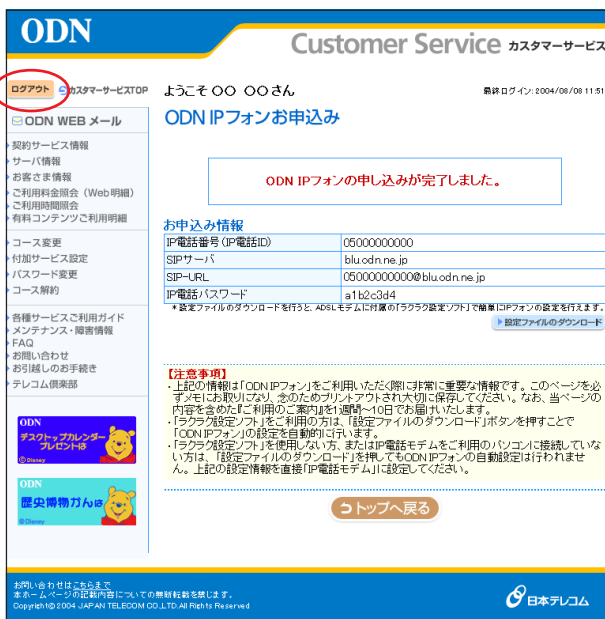 ODN
Customer Service カスタマーサービス
ログアウト
カスタマーサービスTOP
ようこそ〇〇 〇〇さん
最終ログイン:2004/08/08 11:51
ODN WEB メール
ODN IPフォンお申込み
契約サービス情報
サーバ情報
お客さま情報
ご利用料金照会(Web明細)
ご利用時間照会
有料コンテンツご利用明細
コース変更
付加サービス設定
パスワード変更
コース解約
各種サービスご利用ガイド
メンテナンス・障害情報
FAQ
お問い合わせ
お引越しのお手続き
テレコム倶楽部
ODN
デスクトップカレンダー
プレゼントは
©Disney
ODN
歴史博物がんは
©Disney
ODN IPフォンの申し込みが完了しました。
お申込み情報
IP電話番号(IP電話ID) 05000000000
SIPサーバ blu.odn.ne.jp
SIP-URL 05000000000@blu.odn.ne.jp
IP電話パスワード a1b2c3d4
*設定ファイルのダウンロードを行うと、ADSLモデムに付属の「ラクラク設定ソフト」で簡単にIPフォンの設定を行えます。
設定ファイルのダウンロード
【注意事項】
・上記の情報は「ODN IPフォン」をご利用いただく際に非常に重要な情報です。このページを必
ずメモにお取りになり、念のためプリントアウトされ大切に保存してください。なお、当ページの
内容を含めた『ご利用のご案内』を1週間～10日でお届けいたします。
・「ラクラク設定ソフト」をご利用の方は、「設定ファイルのダウンロード」ボタンを押すことで
「ODN IPフォン」の設定を自動的に行います。
・「ラクラク設定ソフト」を使用しない方、またはIP電話モデムをご利用のパソコンに接続していな
い方は、「設定ファイルのダウンロード」を押してもODN IPフォンの自動設定は行われませ
ん。上記の設定情報を直接「IP電話モデム」に設定してください。
トップへ戻る
お問い合わせはこちらまで
本ホームページの記載内容についての無断転載を禁じます。
Copyright©2004 JAPAN TELECOM CO.,LTD.All Rights Reserved
日本テレコム